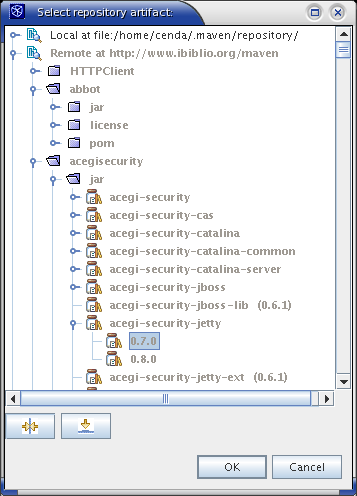 Select repository artifact:
Local at file:/home/cenda/.maven/repository/
Remote at http://www.ibiblio.org/maven
HTTPClient
abbot
jar
license
pom
acegisecurity
jar
acegi-security
acegi-security-cas
acegi-security-catalina
acegi-security-catalina-common
acegi-security-catalina-server
acegi-security-jboss
acegi-security-jboss-lib (0.6.1)
acegi-security-jetty
0.7.0
0.8.0
acegi-security-jetty-ext (0.6.1)
OK
Cancel